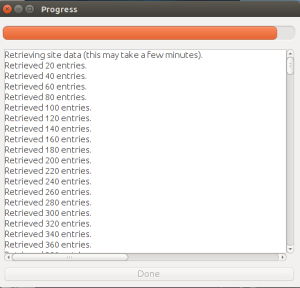 Progress
Retrieving site data (this may take a few minutes).
Retrieved 20 entries.
Retrieved 40 entries.
Retrieved 60 entries.
Retrieved 80 entries.
Retrieved 100 entries.
Retrieved 120 entries.
Retrieved 140 entries.
Retrieved 160 entries.
Retrieved 180 entries.
Retrieved 200 entries.
Retrieved 220 entries.
Retrieved 240 entries.
Retrieved 260 entries.
Retrieved 280 entries.
Retrieved 300 entries.
Retrieved 320 entries.
Retrieved 340 entries.
Retrieved 360 entries.
Done